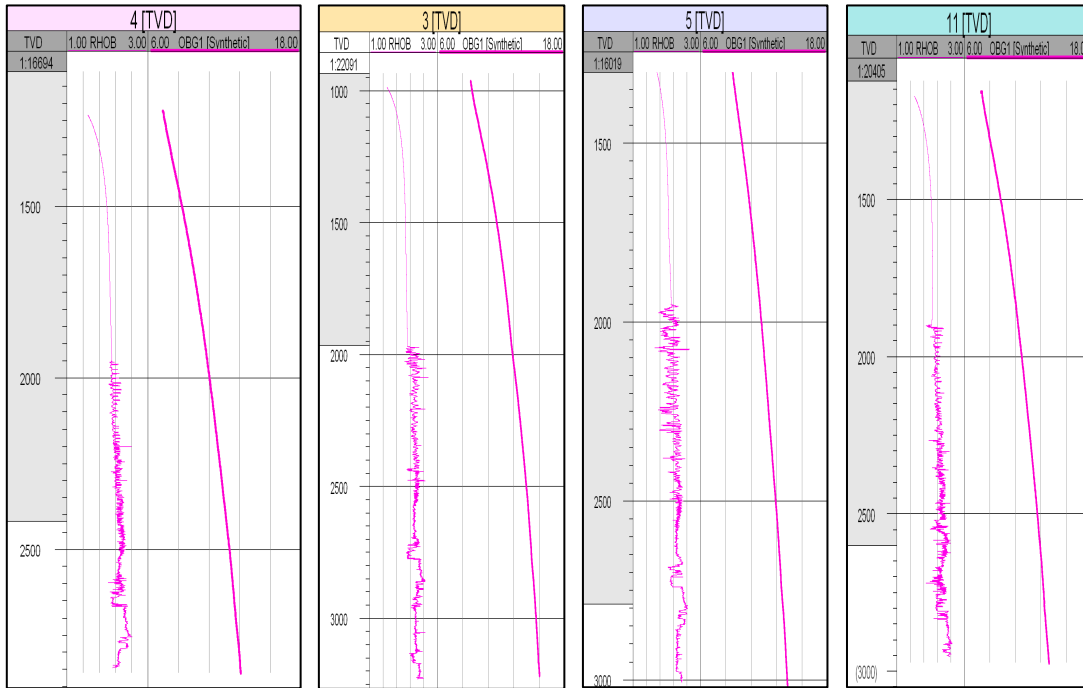 4 [TVD]
TVD 1.00 RHOB 3.00 6.00 OBG1 [Synthetic] 18.00
1:16694
1500
2000
2500
3 [TVD]
TVD 1.00 RHOB 3.00 6.00 OBG1 [Synthetic] 18.00
1:22091
1000
1500
2000
2500
3000
5 [TVD]
TVD 1.00 RHOB 3.00 6.00 OBG1 [Synthetic] 18.00
1:16019
1500
2000
2500
3000
11 [TVD]
TVD 1.00 RHOB 3.00 6.00 OBG1 [Synthetic] 18.0
1:20405
1500
2000
2500
(3000)